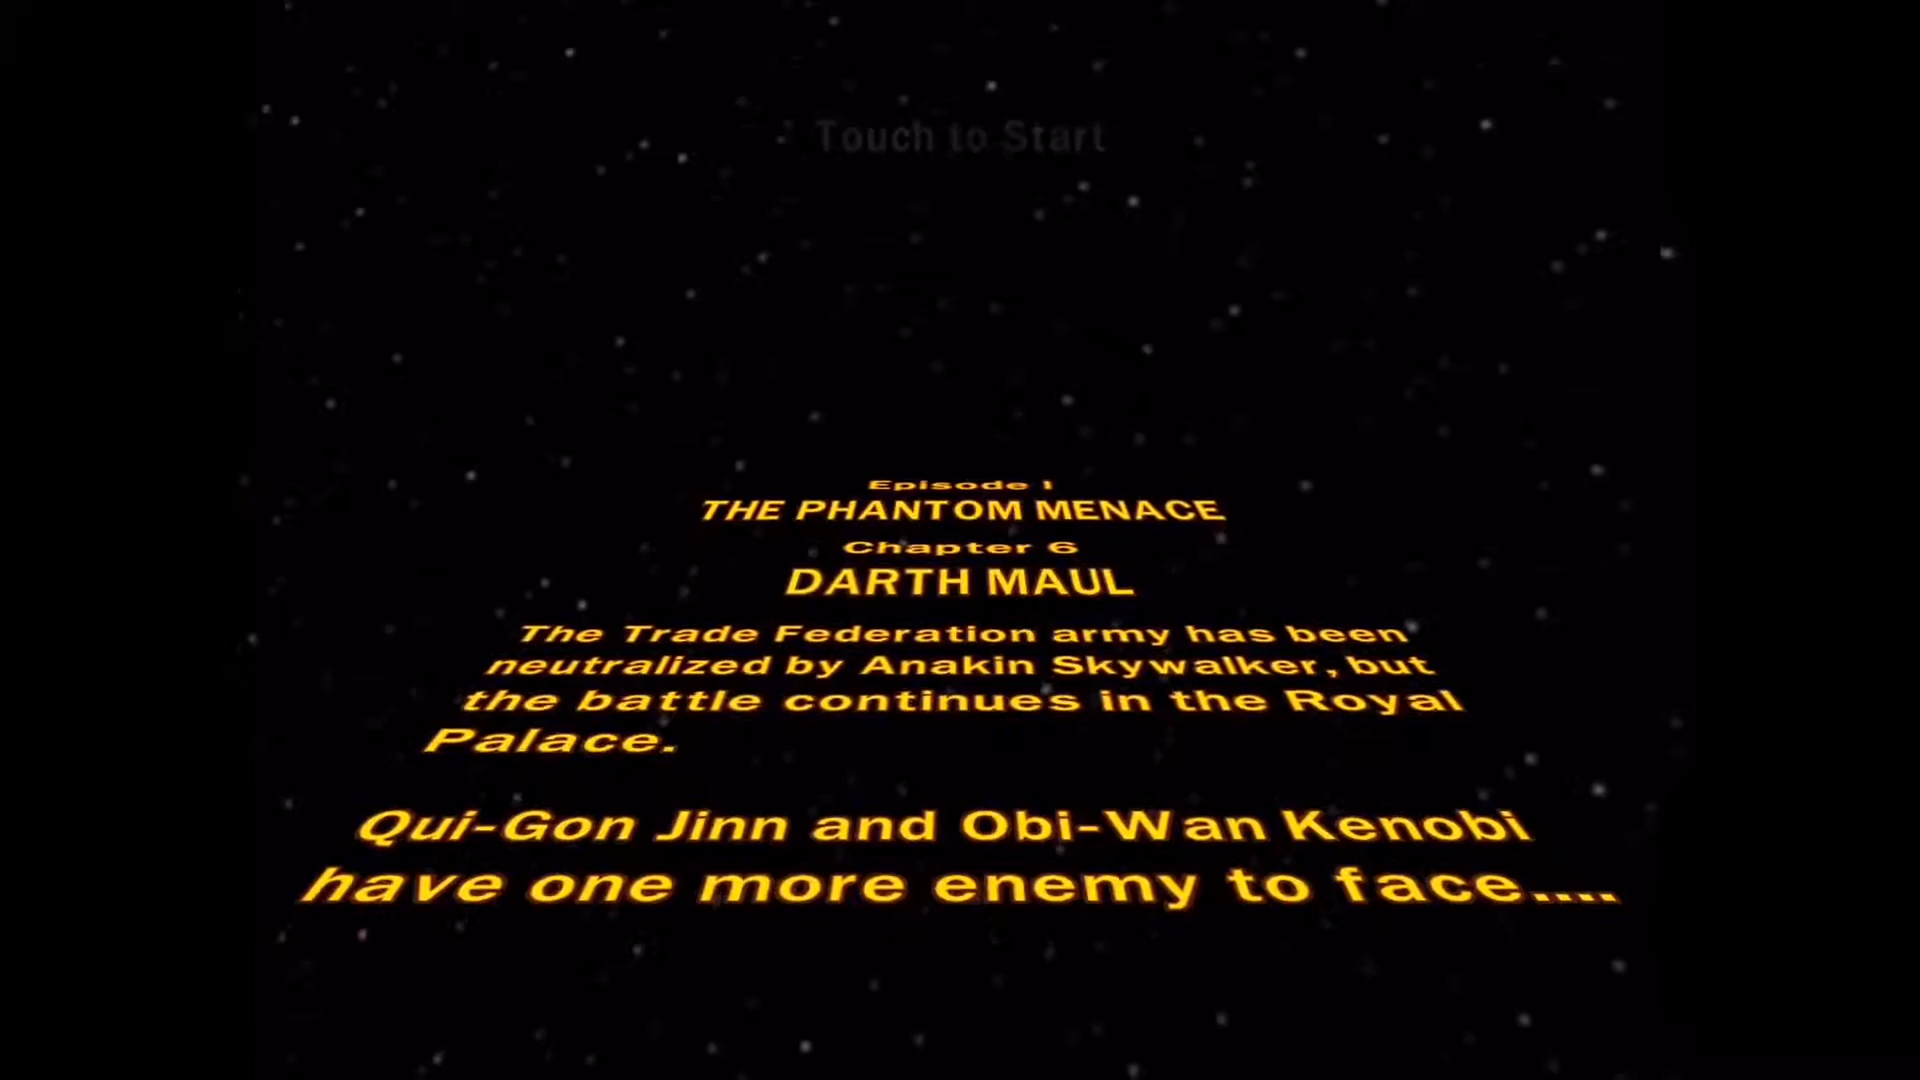 Touch to Start
Episode I
THE PHANTOM MENACE
Chapter 6
DARTH MAUL
The Trade Federation army has been
neutralized by Anakin Skywalker, but
the battle continues in the Royal
Palace.
Qui-Gon Jinn and Obi-Wan Kenobi
have one more enemy to face....